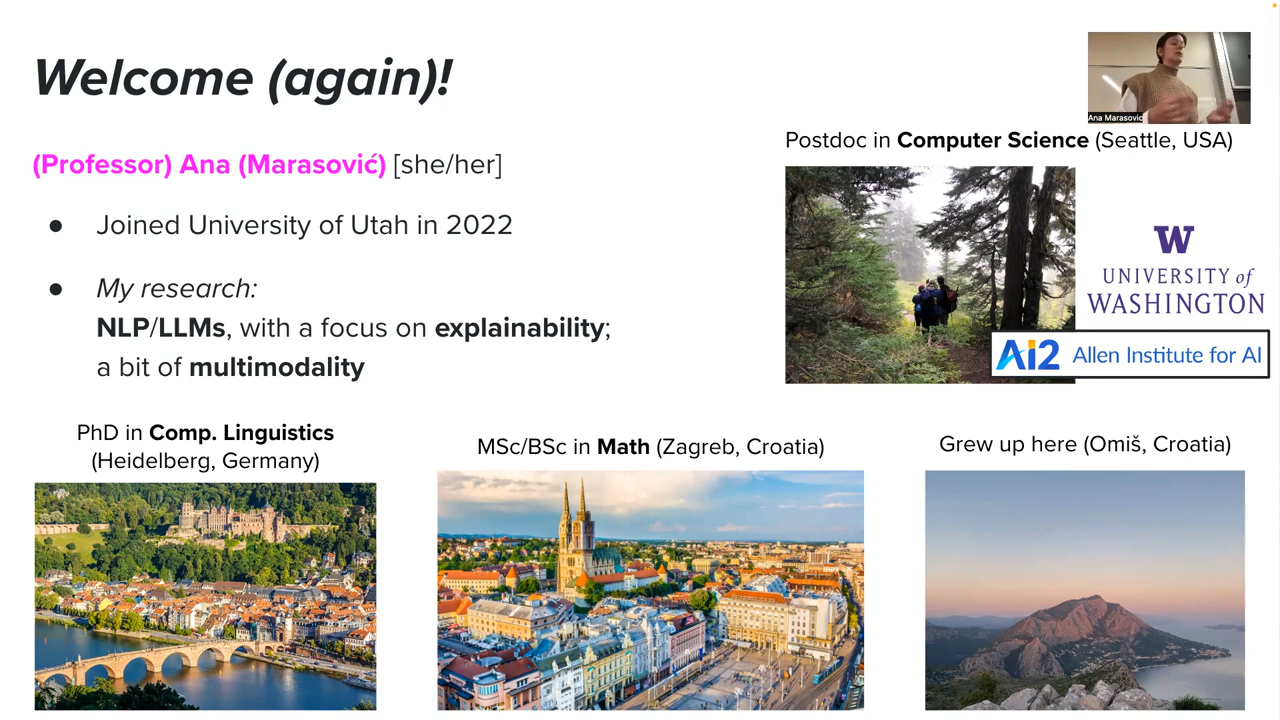 Welcome (again)!
Ana Marasovic
(Professor) Ana (Marasović) [she/her]
● Joined University of Utah in 2022
● My research:
NLP/LLMs, with a focus on explainability;
a bit of multimodality
Postdoc in Computer Science (Seattle, USA)
W
UNIVERSITY of
WASHINGTON
Ai2 Allen Institute for AI
PhD in Comp. Linguistics
(Heidelberg, Germany)
MSc/BSc in Math (Zagreb, Croatia)
Grew up here (Omiš, Croatia)